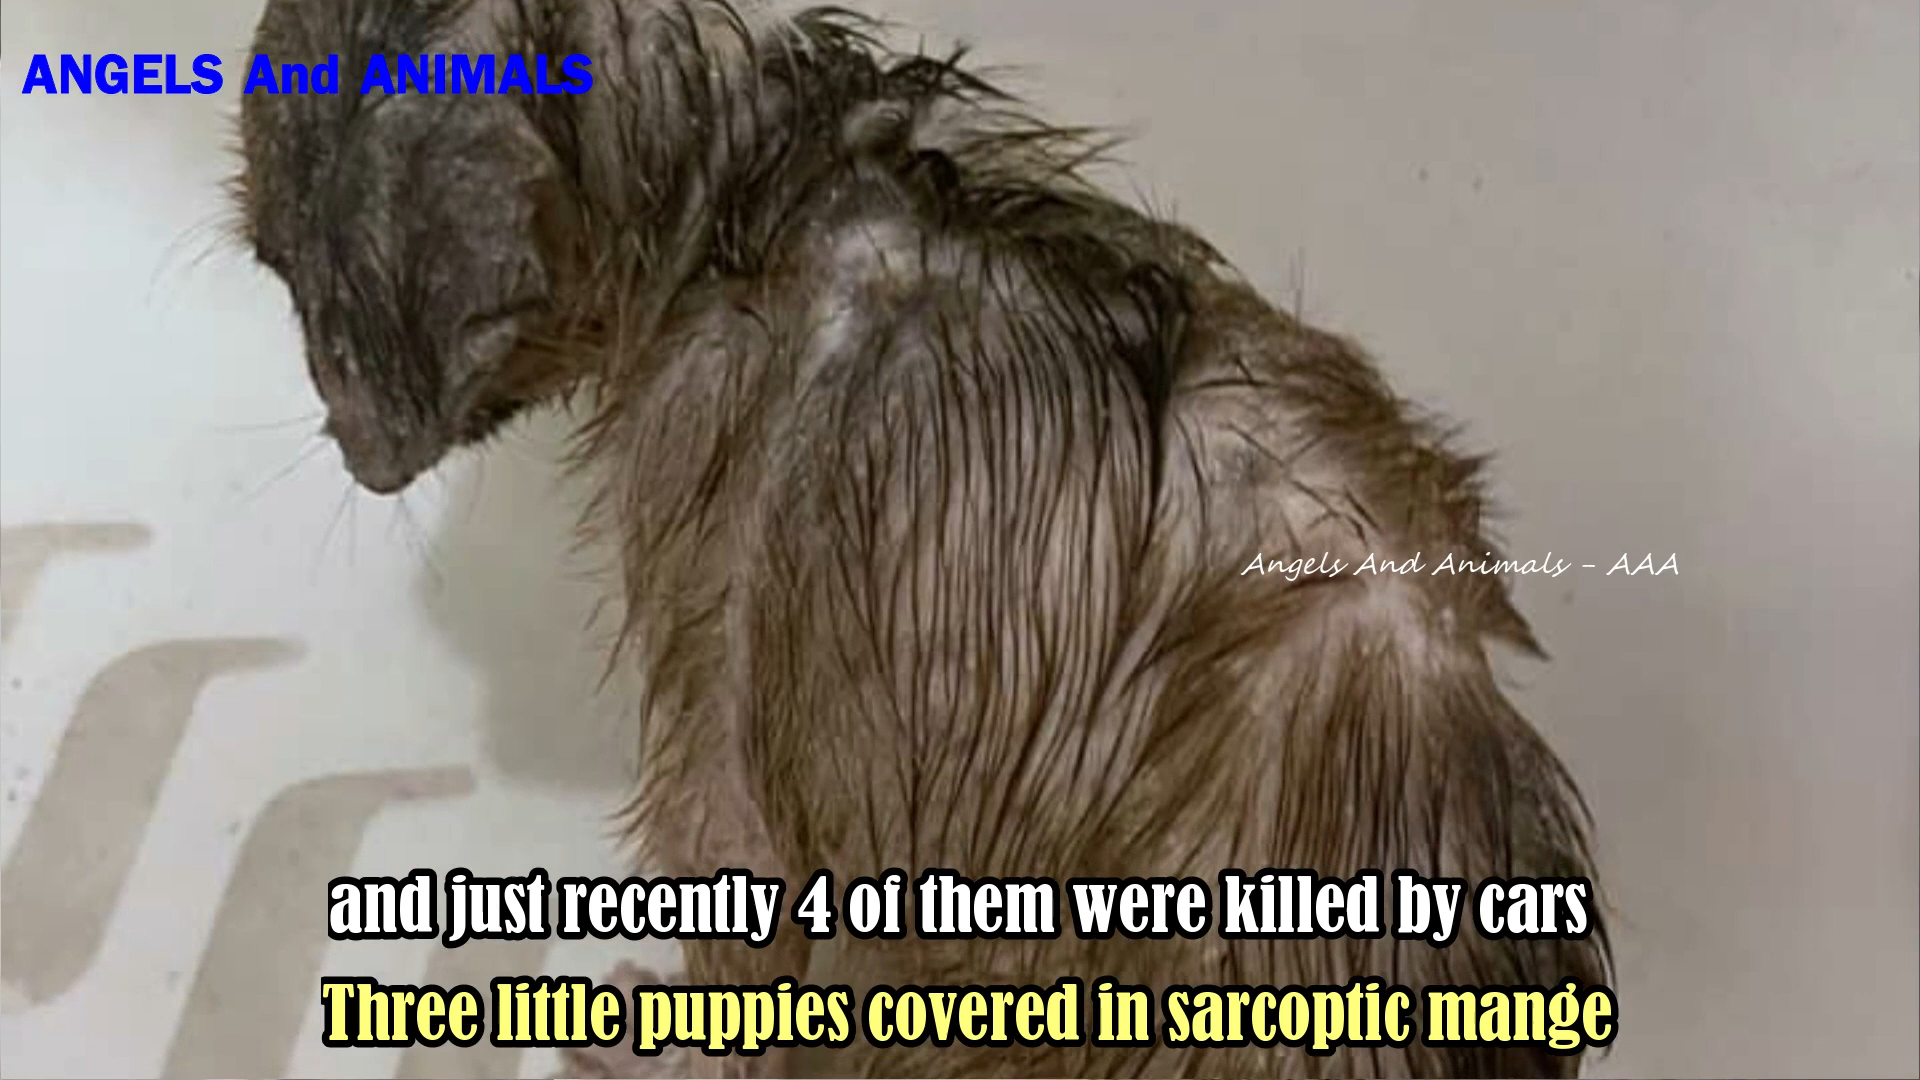 ANGELS And ANIMALS
Angels And Animals - AAA
and just recently 4 of them were killed by cars
Three little puppies covered in sarcoptic mange